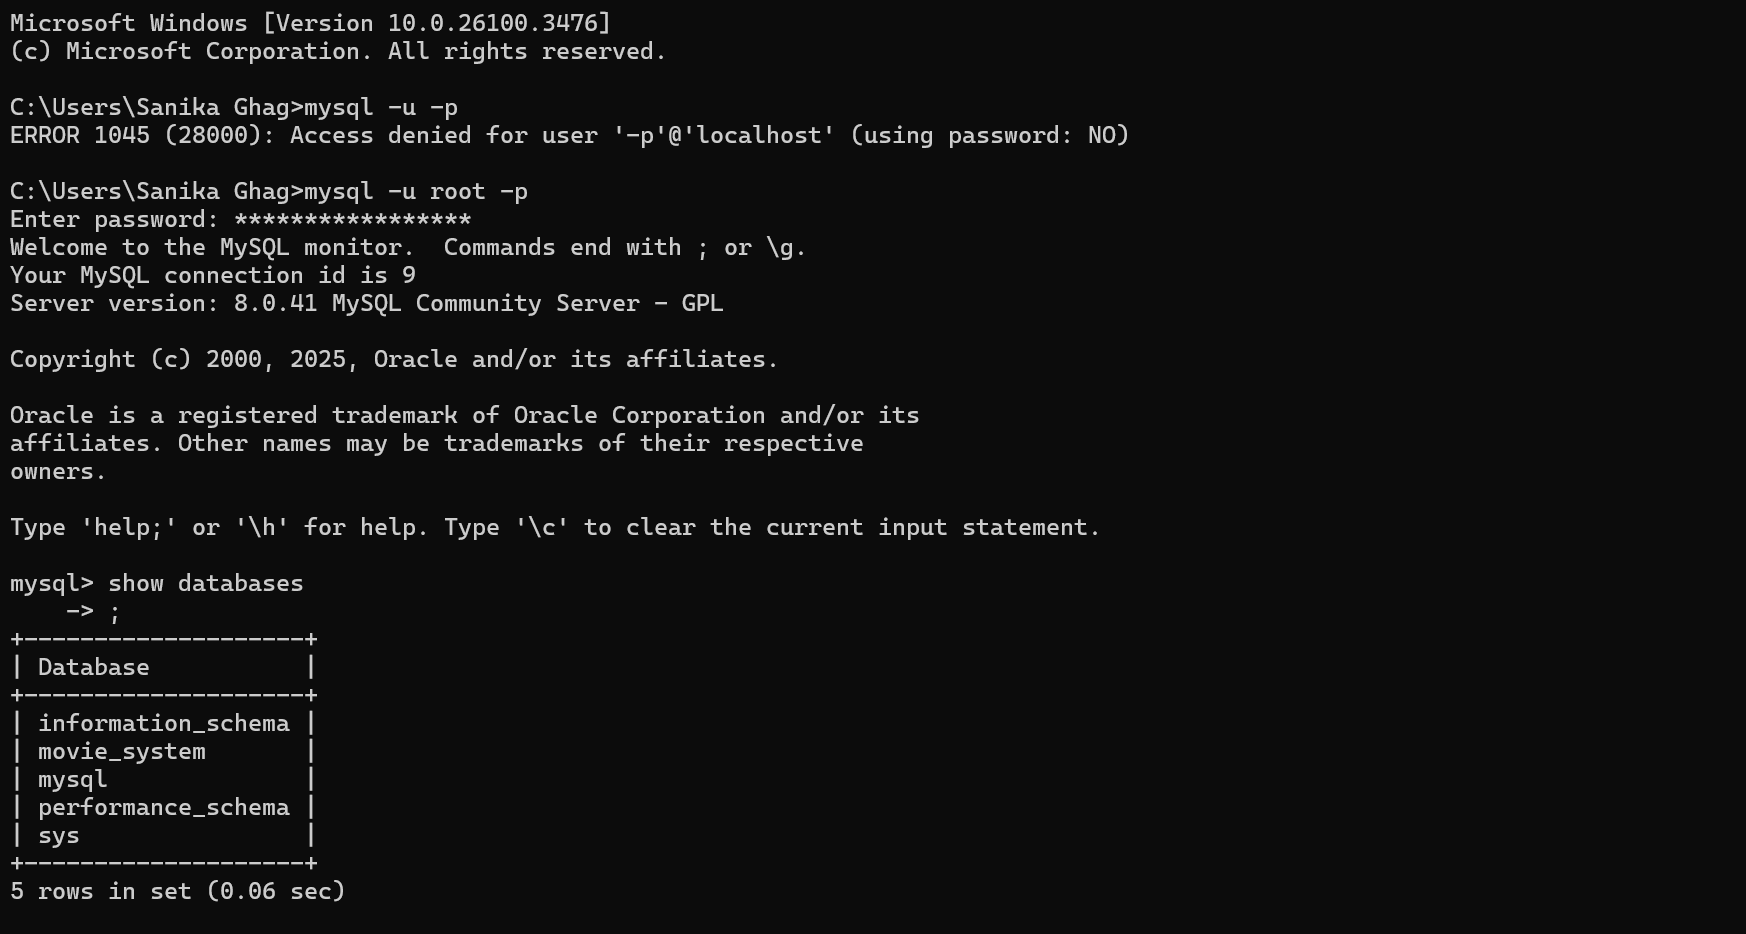 Microsoft Windows [Version 10.0.26100.3476]
(c) Microsoft Corporation. All rights reserved.

C:\Users\Sanika Ghag>mysql -u -p
ERROR 1045 (28000): Access denied for user '-p'@'localhost' (using password: NO)

C:\Users\Sanika Ghag>mysql -u root -p
Enter password: *****************
Welcome to the MySQL monitor.  Commands end with ; or \g.
Your MySQL connection id is 9
Server version: 8.0.41 MySQL Community Server - GPL

Copyright (c) 2000, 2025, Oracle and/or its affiliates.

Oracle is a registered trademark of Oracle Corporation and/or its
affiliates. Other names may be trademarks of their respective
owners.

Type 'help;' or '\h' for help. Type '\c' to clear the current input statement.

mysql> show databases
    -> ;
+--------------------+
| Database           |
+--------------------+
| information_schema |
| movie_system       |
| mysql              |
| performance_schema |
| sys                |
+--------------------+
5 rows in set (0.06 sec)